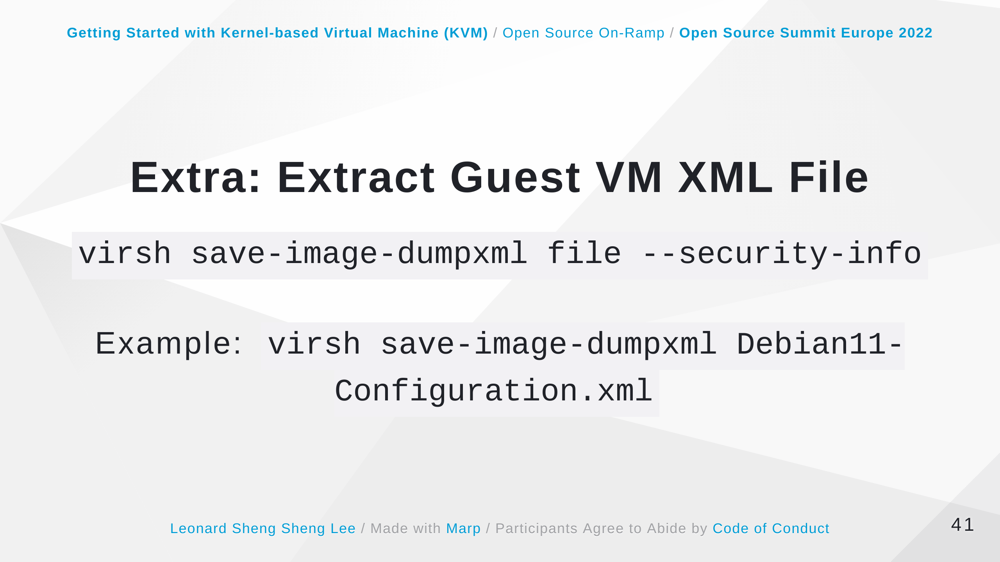 Getting Started with Kernel-based Virtual Machine (KVM) / Open Source On-Ramp / Open Source Summit Europe 2022
Extra: Extract Guest VM XML File
virsh save-image-dumpxml file --security-info
Example: virsh save-image-dumpxml Debian11-
Configuration.xml
Leonard Sheng Sheng Lee / Made with Marp / Participants Agree to Abide by Code of Conduct
41